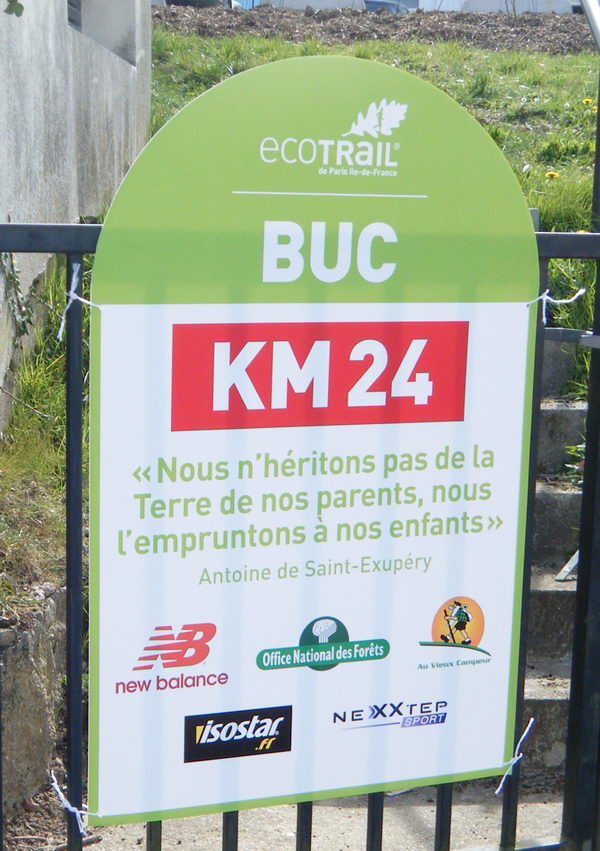 ecoTRAIL®
de Paris Ile-de-France
BUC
KM 24
«Nous n'héritons pas de la
Terre de nos parents, nous
l'empruntons à nos enfants»
Antoine de Saint-Exupéry
NB
new balance
Office National des Forêts
Au Vieux Campeur
isostar.
.fr
NEXXTEP
SPORT